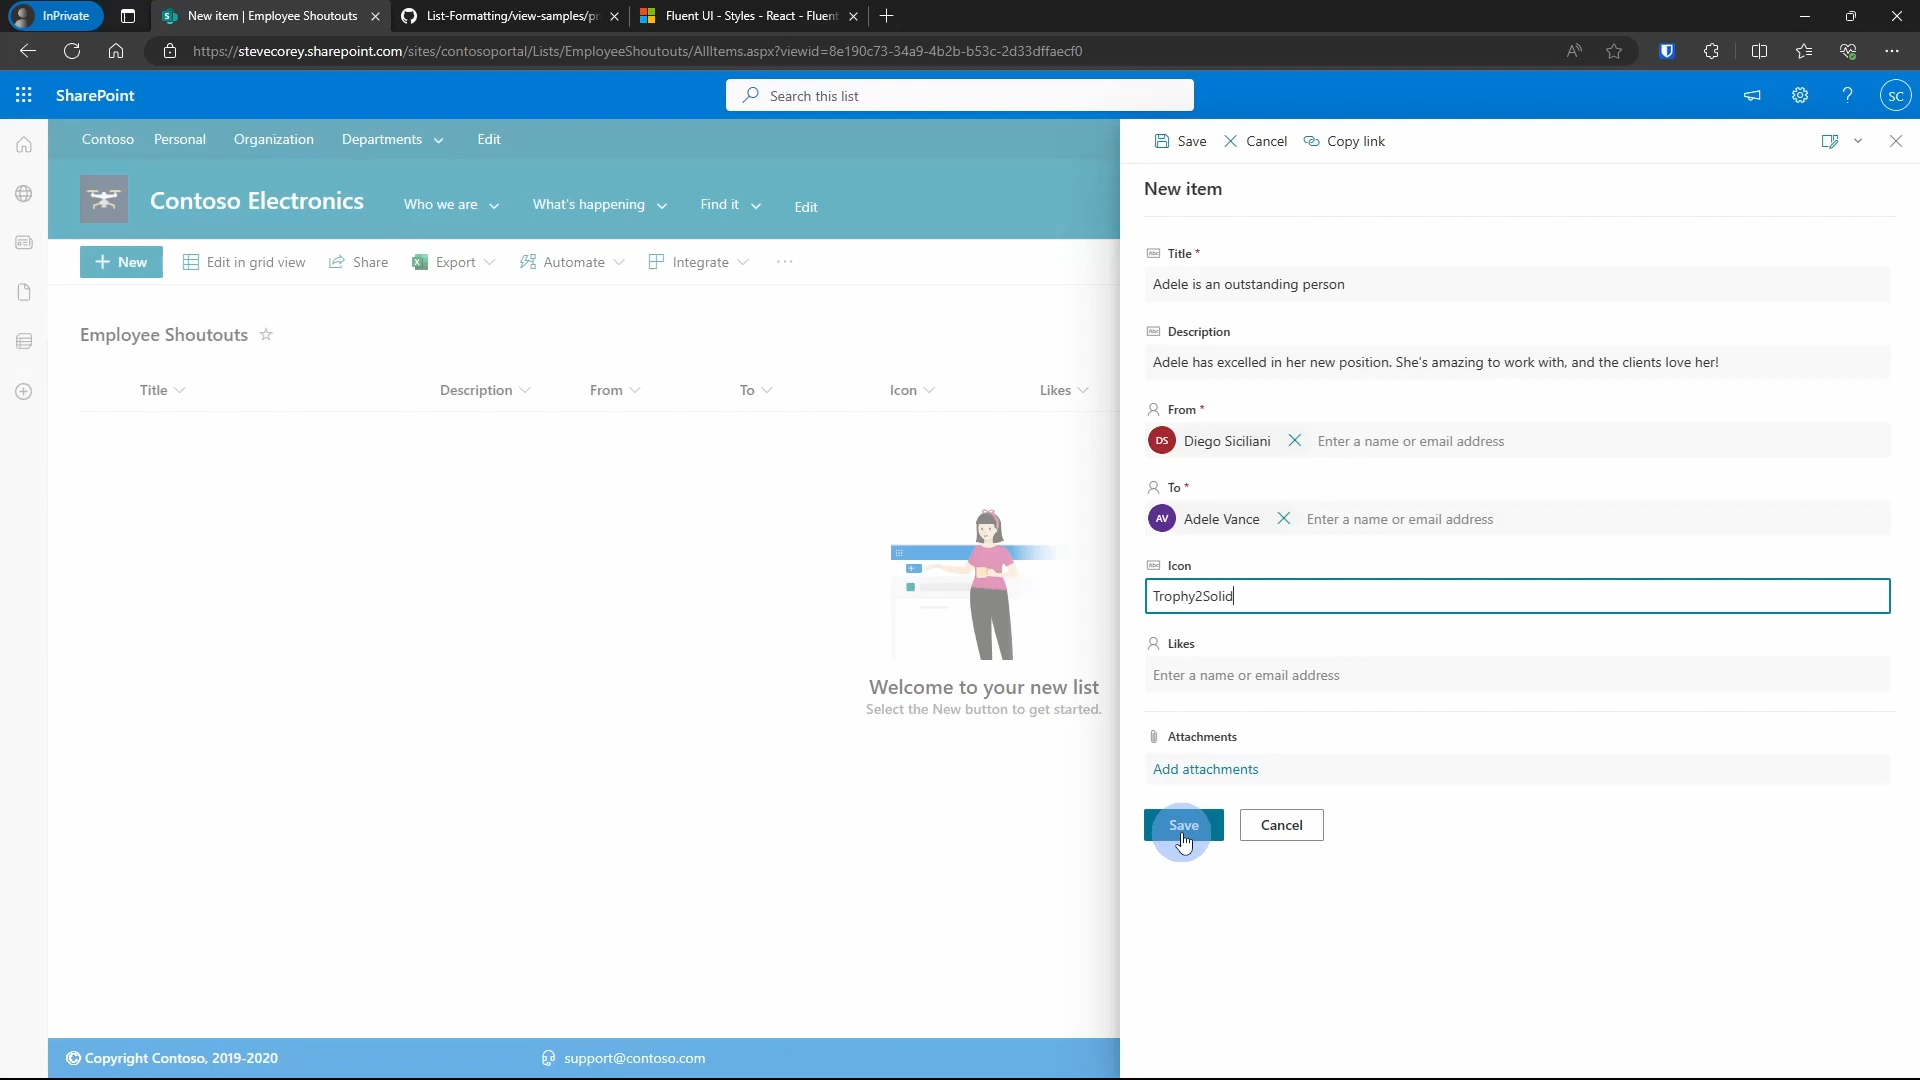 InPrivate
New item | Employee Shoutouts
List-Formatting/view-samples/pr
Fluent UI - Styles - React - Fluent
https://stevecorey.sharepoint.com/sites/contosoportal/Lists/EmployeeShoutouts/AllItems.aspx?viewid=8e190c73-34a9-4b2b-b53c-2d33dffaecf0
SharePoint
Search this list
SC
Contoso
Personal
Organization
Departments
Edit
Contoso Electronics
Who we are
What's happening
Find it
Edit
New
Edit in grid view
Share
Export
Automate
Integrate
Employee Shoutouts
Title
Description
From
To
Icon
Likes
Welcome to your new list
Select the New button to get started.
© Copyright Contoso, 2019-2020
support@contoso.com
Save
Cancel
Copy link
New item
Title *
Adele is an outstanding person
Description
Adele has excelled in her new position. She's amazing to work with, and the clients love her!
From *
DS Diego Siciliani
Enter a name or email address
To *
AV Adele Vance
Enter a name or email address
Icon
Trophy2Solid
Likes
Enter a name or email address
Attachments
Add attachments
Save
Cancel